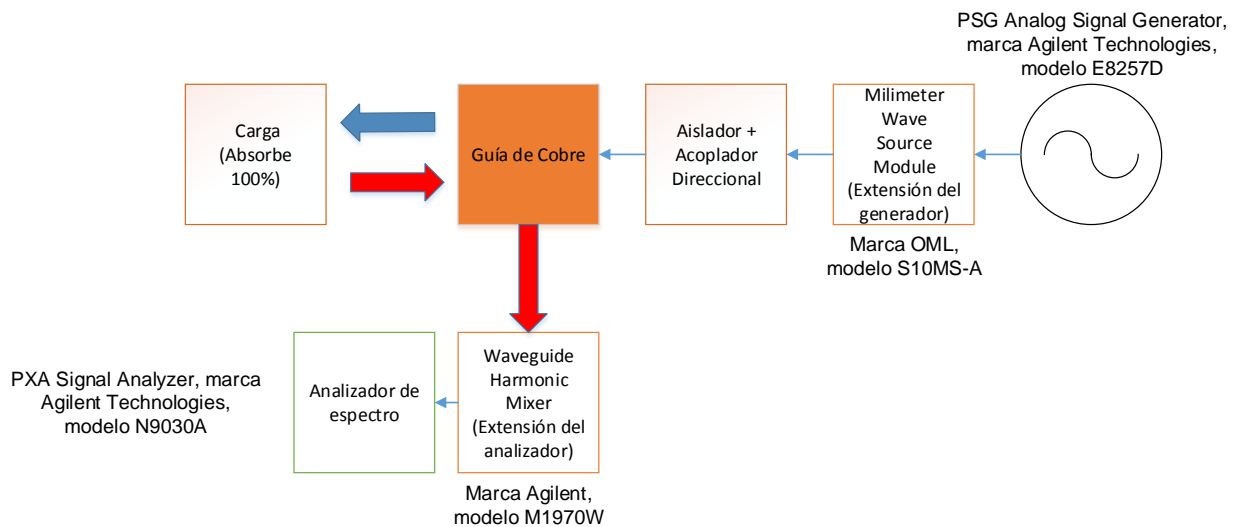 PSG Analog Signal Generator,
marca Agilent Technologies,
modelo E8257D
Carga
(Absorbe
100%)
Guía de Cobre
Aislador +
Acoplador
Direccional
Milimeter
Wave
Source
Module
(Extensión del
generador)
Marca OML,
modelo S10MS-A
PXA Signal Analyzer, marca
Agilent Technologies,
modelo N9030A
Analizador de
espectro
Waveguide
Harmonic
Mixer
(Extensión del
analizador)
Marca Agilent,
modelo M1970W